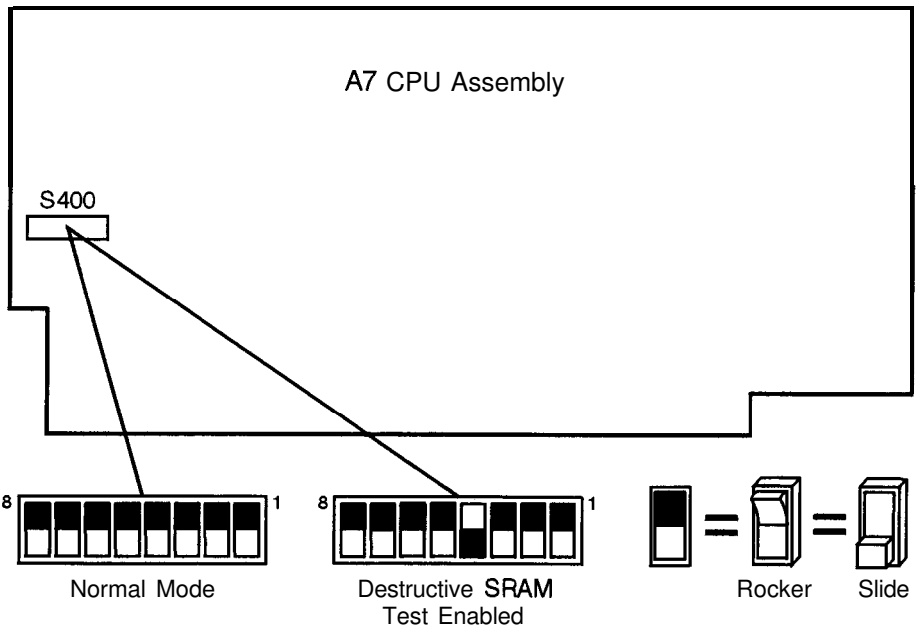 A7 CPU Assembly
S400
8 1 8 1
Normal Mode
Destructive SRAM
Test Enabled
Rocker Slide